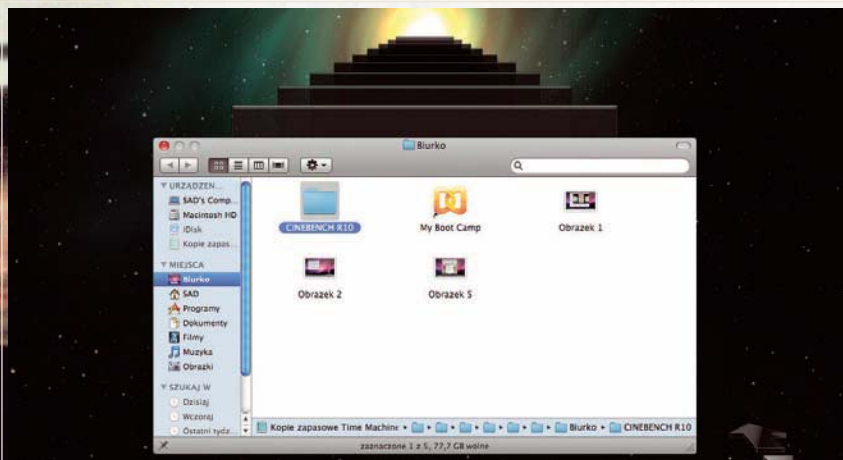 Biurko
URZĄDZEN...
SAD's Comp...
Macintosh HD
iDisk
Kopie zapas...
MIEJSCA
Biurko
SAD
Programy
Dokumenty
Filmy
Muzyka
Obrazki
SZUKAJ W
Dzisiaj
Wczoraj
Ostatni tydz...
CINEBENCH R10
My Boot Camp
Obrazek 1
Obrazek 2
Obrazek 5
Kopie zapasowe Time Machine
Biurko
CINEBENCH R10
zaznaczone 1 z 5, 77,7 GB wolne